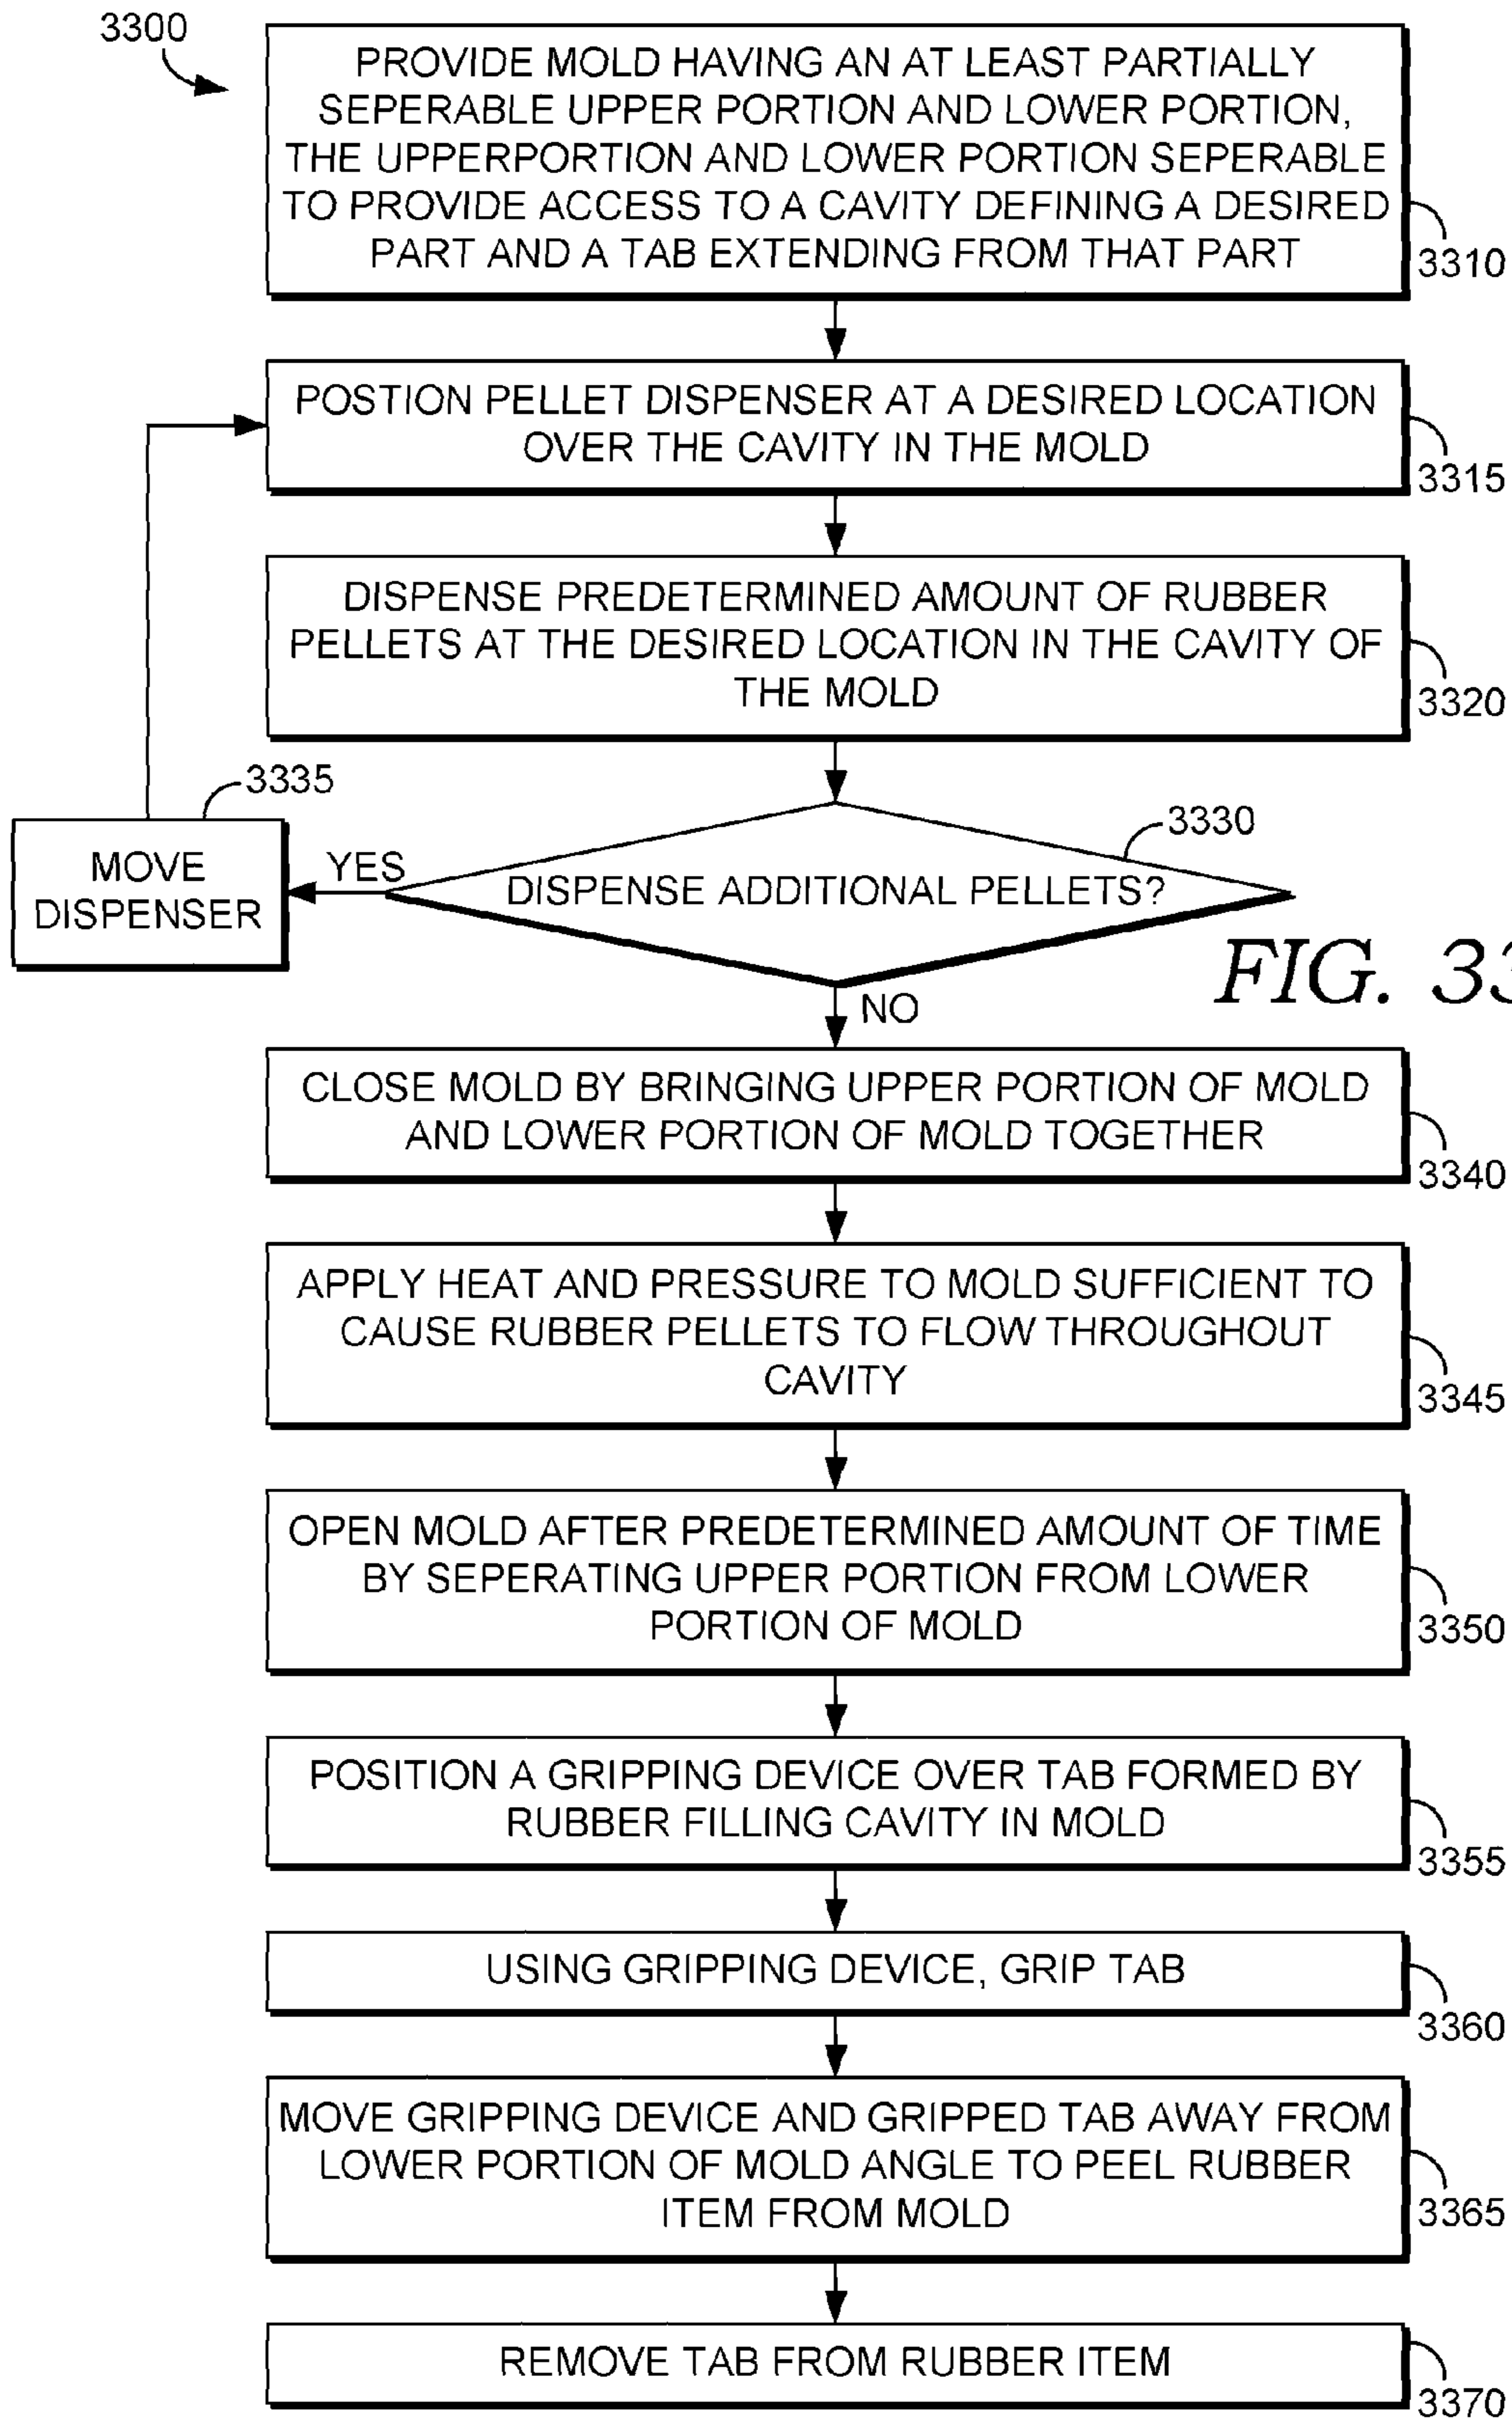 3300
PROVIDE MOLD HAVING AN AT LEAST PARTIALLY
SEPERABLE UPPER PORTION AND LOWER PORTION,
THE UPPERPORTION AND LOWER PORTION SEPERABLE
TO PROVIDE ACCESS TO A CAVITY DEFINING A DESIRED
PART AND A TAB EXTENDING FROM THAT PART
3310
POSTION PELLET DISPENSER AT A DESIRED LOCATION
OVER THE CAVITY IN THE MOLD
3315
DISPENSE PREDETERMINED AMOUNT OF RUBBER
PELLETS AT THE DESIRED LOCATION IN THE CAVITY OF
THE MOLD
3320
3335
MOVE
DISPENSER
YES
3330
DISPENSE ADDITIONAL PELLETS?
FIG. 33
NO
CLOSE MOLD BY BRINGING UPPER PORTION OF MOLD
AND LOWER PORTION OF MOLD TOGETHER
3340
APPLY HEAT AND PRESSURE TO MOLD SUFFICIENT TO
CAUSE RUBBER PELLETS TO FLOW THROUGHOUT
CAVITY
3345
OPEN MOLD AFTER PREDETERMINED AMOUNT OF TIME
BY SEPERATING UPPER PORTION FROM LOWER
PORTION OF MOLD
3350
POSITION A GRIPPING DEVICE OVER TAB FORMED BY
RUBBER FILLING CAVITY IN MOLD
3355
USING GRIPPING DEVICE, GRIP TAB
3360
MOVE GRIPPING DEVICE AND GRIPPED TAB AWAY FROM
LOWER PORTION OF MOLD ANGLE TO PEEL RUBBER
ITEM FROM MOLD
3365
REMOVE TAB FROM RUBBER ITEM
3370